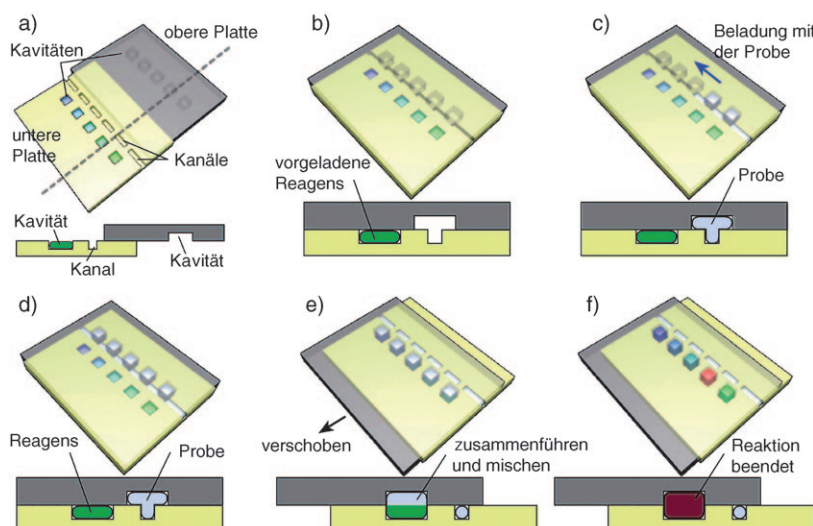 a)
obere Platte
Kavitäten
untere
Platte
Kanäle
Kavität
Kanal
Kavität
b)
vorgeladene
Reagens
c)
Beladung mit
der Probe
Probe
d)
Reagens
Probe
e)
verschoben
zusammenführen
und mischen
f)
Reaktion
beendet